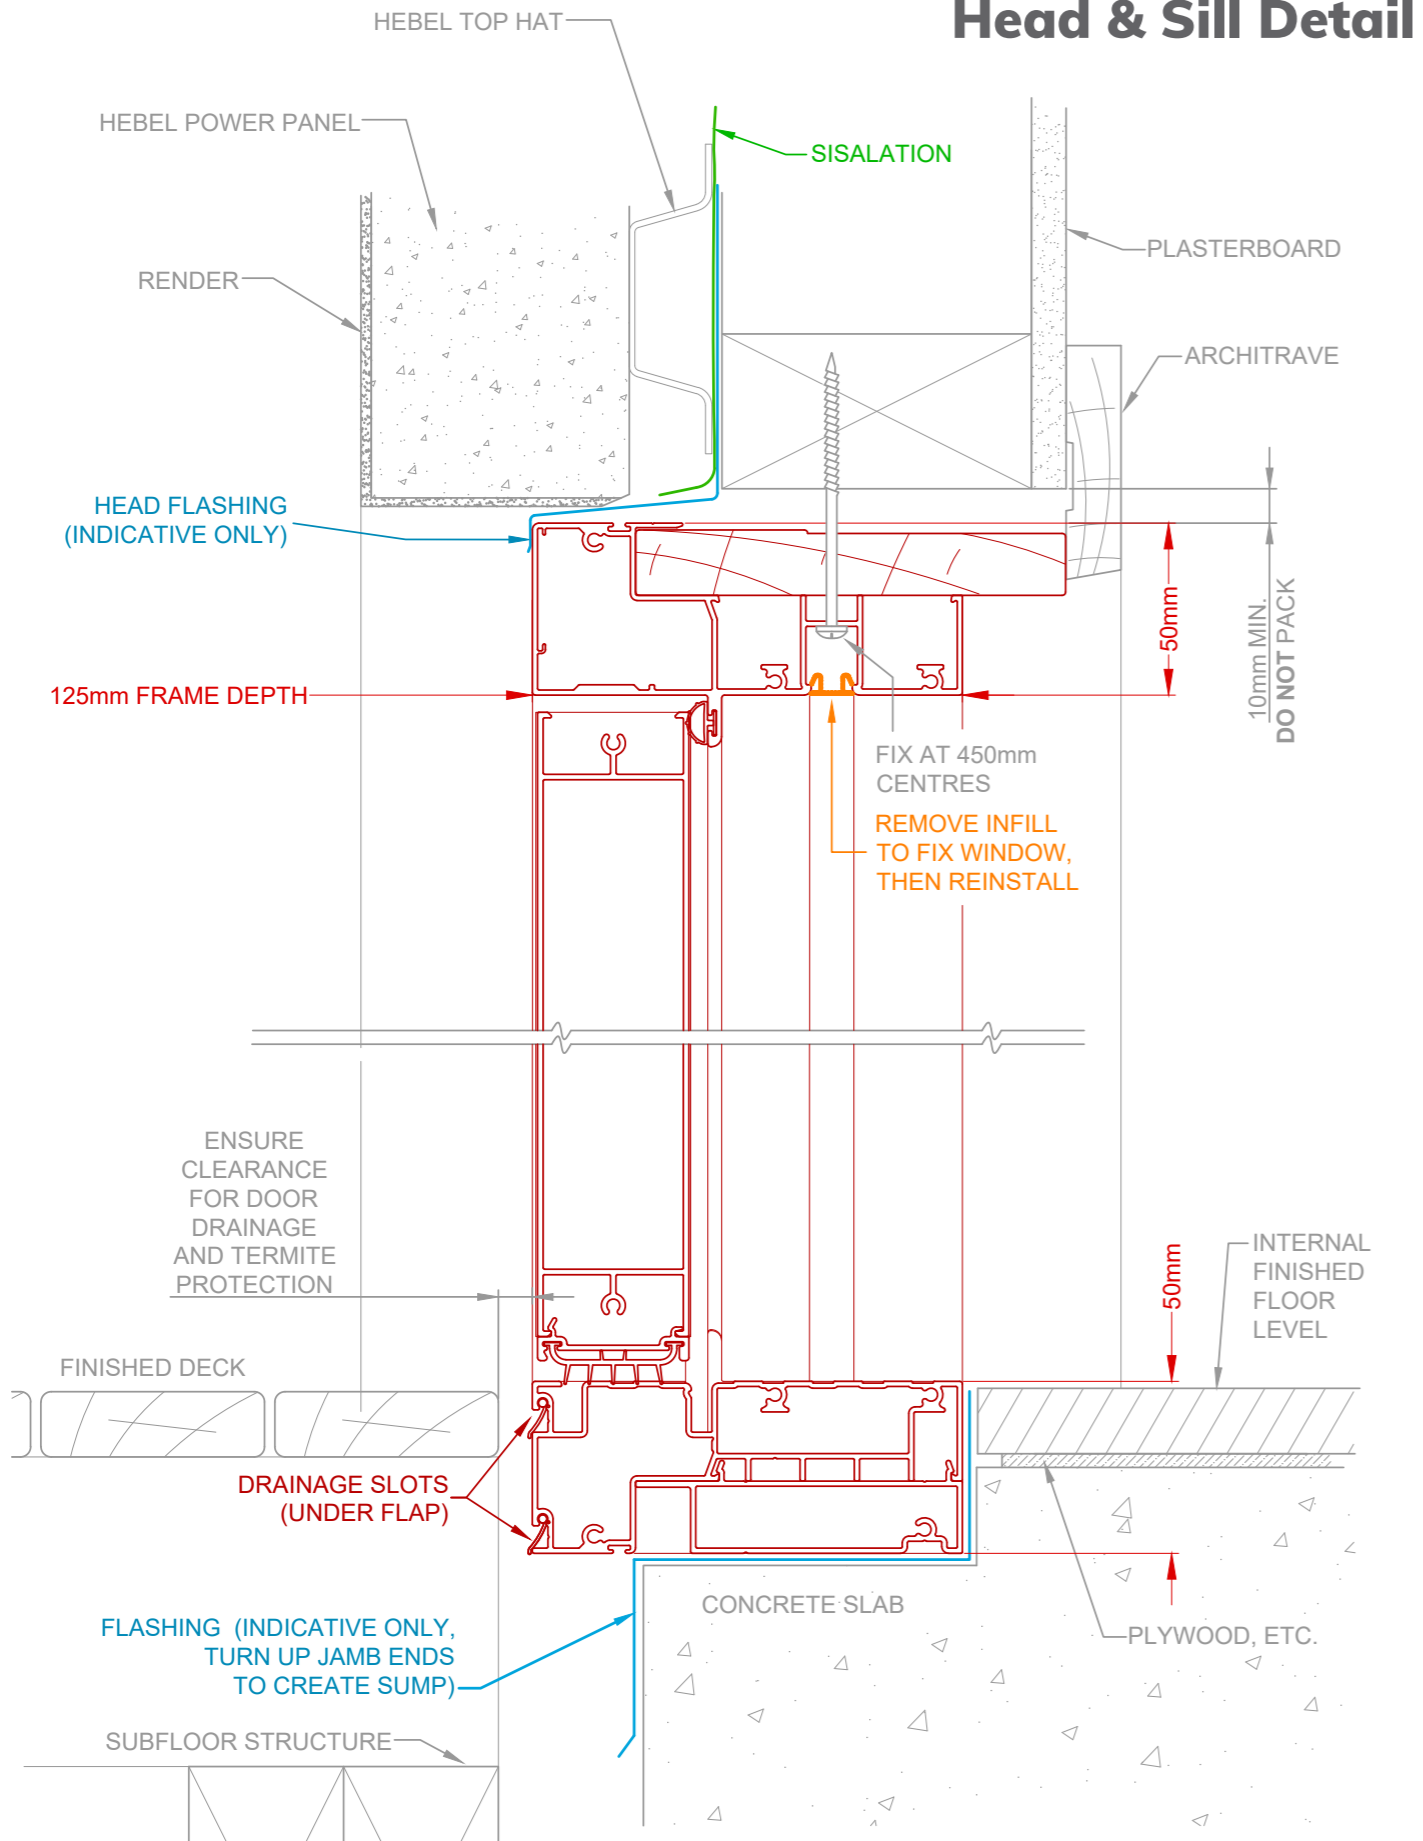 Head & Sill Detail
HEBEL TOP HAT
HEBEL POWER PANEL
SISALATION
PLASTERBOARD
RENDER
ARCHITRAVE
HEAD FLASHING
(INDICATIVE ONLY)
50mm
10mm MIN.
DO NOT PACK
125mm FRAME DEPTH
FIX AT 450mm
CENTRES
REMOVE INFILL
TO FIX WINDOW,
THEN REINSTALL
ENSURE
CLEARANCE
FOR DOOR
DRAINAGE
AND TERMITE
PROTECTION
50mm
INTERNAL
FINISHED
FLOOR
LEVEL
FINISHED DECK
DRAINAGE SLOTS
(UNDER FLAP)
CONCRETE SLAB
FLASHING (INDICATIVE ONLY,
TURN UP JAMB ENDS
TO CREATE SUMP)
PLYWOOD, ETC.
SUBFLOOR STRUCTURE